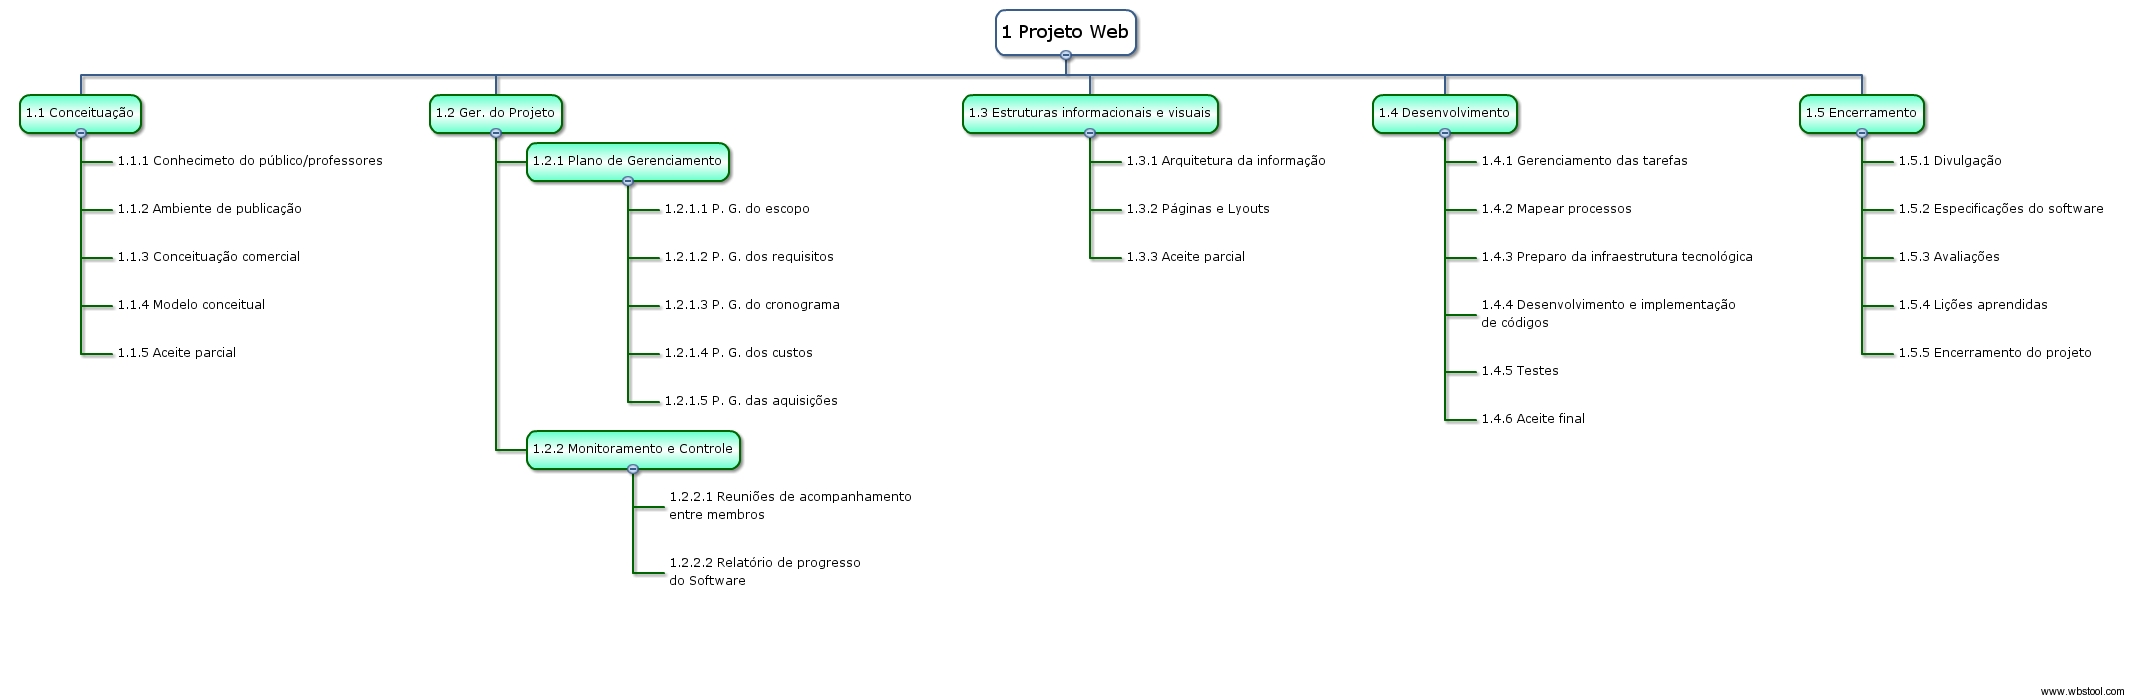 1 Projeto Web
1.1 Conceituação
1.1.1 Conhecimeto do público/professores
1.1.2 Ambiente de publicação
1.1.3 Conceituação comercial
1.1.4 Modelo conceitual
1.1.5 Aceite parcial
1.2 Ger. do Projeto
1.2.1 Plano de Gerenciamento
1.2.1.1 P. G. do escopo
1.2.1.2 P. G. dos requisitos
1.2.1.3 P. G. do cronograma
1.2.1.4 P. G. dos custos
1.2.1.5 P. G. das aquisições
1.2.2 Monitoramento e Controle
1.2.2.1 Reuniões de acompanhamento
entre membros
1.2.2.2 Relatório de progresso
do Software
1.3 Estruturas informacionais e visuais
1.3.1 Arquitetura da informação
1.3.2 Páginas e Lyouts
1.3.3 Aceite parcial
1.4 Desenvolvimento
1.4.1 Gerenciamento das tarefas
1.4.2 Mapear processos
1.4.3 Preparo da infraestrutura tecnológica
1.4.4 Desenvolvimento e implementação
de códigos
1.4.5 Testes
1.4.6 Aceite final
1.5 Encerramento
1.5.1 Divulgação
1.5.2 Especificações do software
1.5.3 Avaliações
1.5.4 Lições aprendidas
1.5.5 Encerramento do projeto
www.wbstool.com